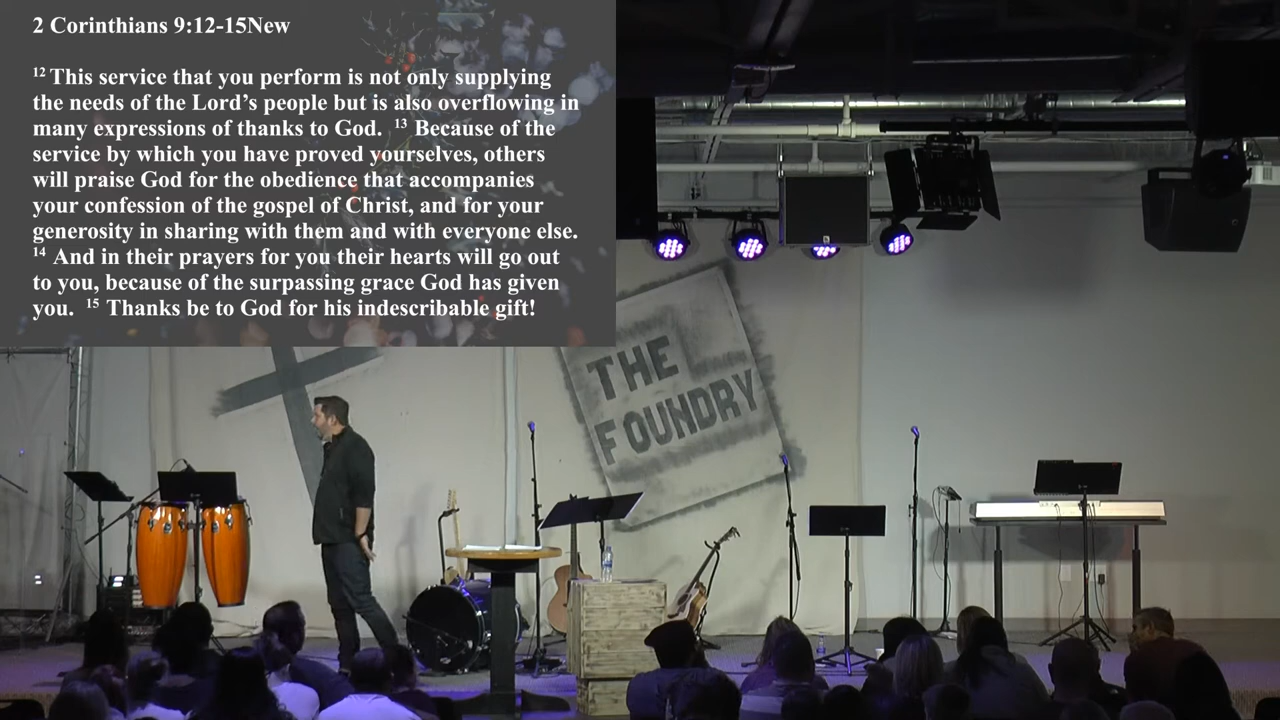 2 Corinthians 9:12-15New
12 This service that you perform is not only supplying
the needs of the Lord’s people but is also overflowing in
many expressions of thanks to God. 13 Because of the
service by which you have proved yourselves, others
will praise God for the obedience that accompanies
your confession of the gospel of Christ, and for your
generosity in sharing with them and with everyone else.
14 And in their prayers for you their hearts will go out
to you, because of the surpassing grace God has given
you. 15 Thanks be to God for his indescribable gift!
THE
FOUNDRY